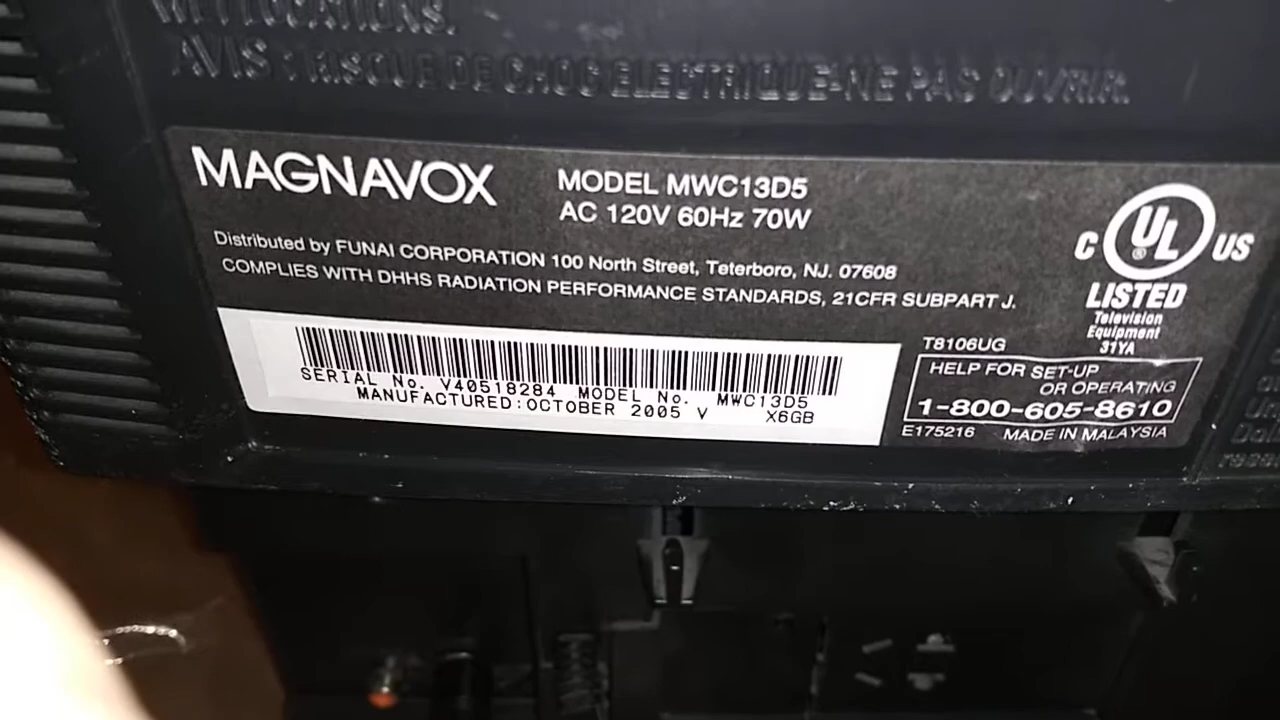 WET LOCATIONS.
AVIS : RISQUE DE CHOC ELECTRIQUE-NE PAS OUVRIR.
MAGNAVOX
MODEL MWC13D5
AC 120V 60Hz 70W
Distributed by FUNAI CORPORATION 100 North Street, Teterboro, NJ. 07608
COMPLIES WITH DHHS RADIATION PERFORMANCE STANDARDS, 21CFR SUBPART J.
C UL US
LISTED
Television
Equipment
31YA
SERIAL No. V40518284 MODEL No. MWC13D5
MANUFACTURED:OCTOBER 2005 V X6GB
T8106UG
HELP FOR SET-UP
OR OPERATING
1-800-605-8610
E175216 MADE IN MALAYSIA